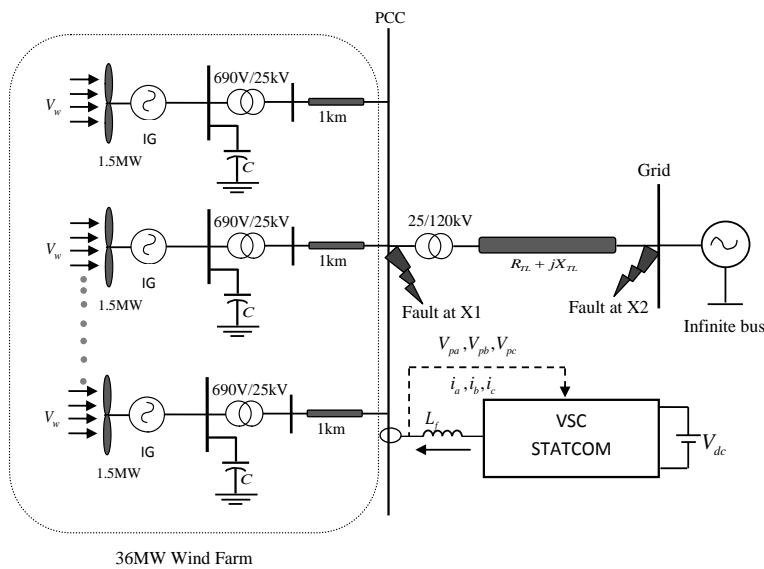 PCC
690V/25kV
V_w
1km
IG
C
1.5MW
Grid
690V/25kV
25/120kV
V_w
1km
R_TL + jX_TL
IG
C
1.5MW
Fault at X1
Fault at X2
Infinite bus
V_pa, V_pb, V_pc
690V/25kV
i_a, i_b, i_c
V_w
L_f
1km
VSC
STATCOM
V_dc
IG
C
1.5MW
36MW Wind Farm